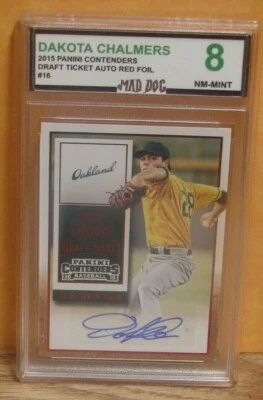 DAKOTA CHALMERS
2015 PANINI CONTENDERS
DRAFT TICKET AUTO RED FOIL
#16
MAD DOG
8
NM-MINT
Oakland
28
PANINI
CONTENDERS
BASEBALL